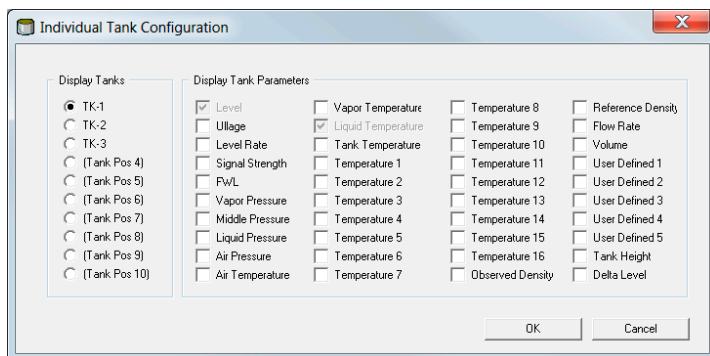 Individual Tank Configuration
Display Tanks
TK-1
TK-2
TK-3
(Tank Pos 4)
(Tank Pos 5)
(Tank Pos 6)
(Tank Pos 7)
(Tank Pos 8)
(Tank Pos 9)
(Tank Pos 10)
Display Tank Parameters
Level
Ullage
Level Rate
Signal Strength
FWL
Vapor Pressure
Middle Pressure
Liquid Pressure
Air Pressure
Air Temperature
Vapor Temperature
Liquid Temperature
Tank Temperature
Temperature 1
Temperature 2
Temperature 3
Temperature 4
Temperature 5
Temperature 6
Temperature 7
Temperature 8
Temperature 9
Temperature 10
Temperature 11
Temperature 12
Temperature 13
Temperature 14
Temperature 15
Temperature 16
Observed Density
Reference Density
Flow Rate
Volume
User Defined 1
User Defined 2
User Defined 3
User Defined 4
User Defined 5
Tank Height
Delta Level
OK
Cancel